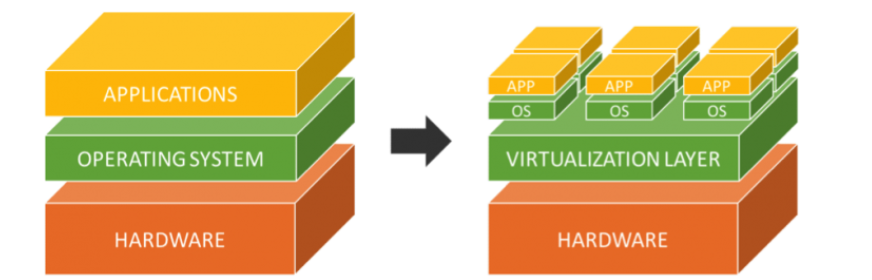 APPLICATIONS
OPERATING SYSTEM
HARDWARE
APP APP APP
OS OS OS
VIRTUALIZATION LAYER
HARDWARE